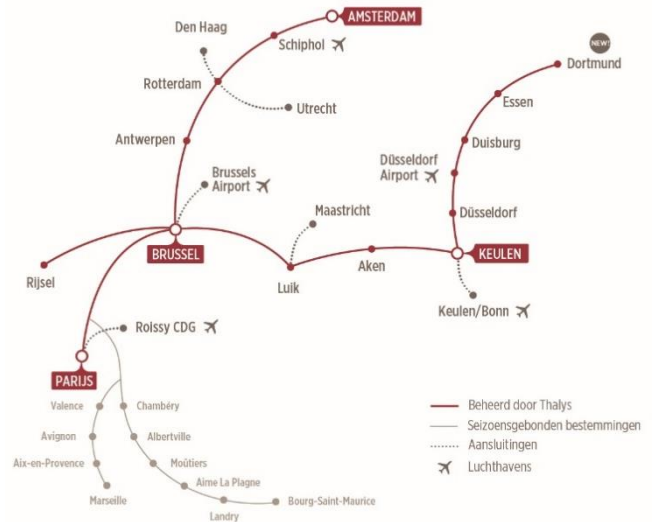 AMSTERDAM
Den Haag
Schiphol
NEW!
Dortmund
Rotterdam
Essen
Utrecht
Antwerpen
Duisburg
Brussels
Airport
Düsseldorf
Airport
Maastricht
Düsseldorf
BRUSSEL
KEULEN
Aken
Rijsel
Luik
Keulen/Bonn
Roissy CDG
PARIJS
Valence
Chambéry
Beheerd door Thalys
Seizoensgebonden bestemmingen
Avignon
Albertville
Aansluitingen
Aix-en-Provence
Moûtiers
Luchthavens
Aime La Plagne
Marseille
Bourg-Saint-Maurice
Landry